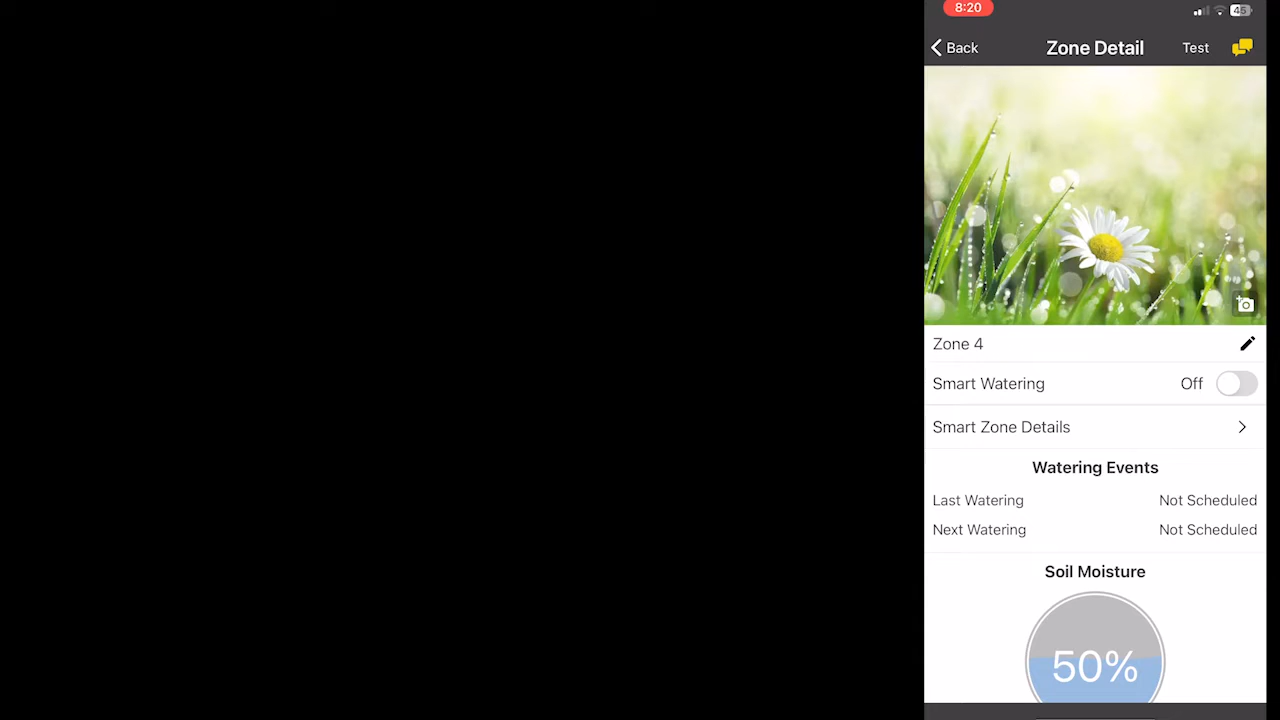 8:20
45
Back
Zone Detail
Test
Zone 4
Smart Watering
Off
Smart Zone Details
Watering Events
Last Watering
Not Scheduled
Next Watering
Not Scheduled
Soil Moisture
50%